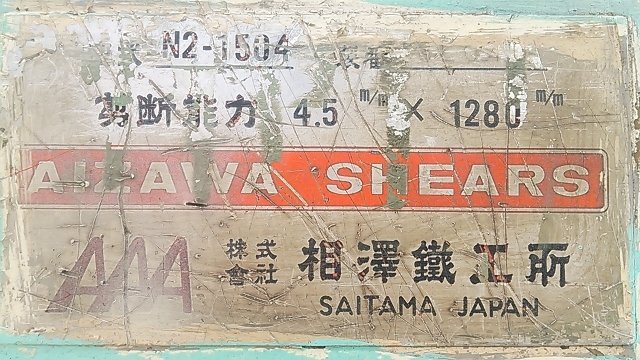 N2-1504
剪断能力 4.5 m/m × 1280 m/m
AIZAWA SHEARS
株式會社 相澤鐵工所
SAITAMA JAPAN